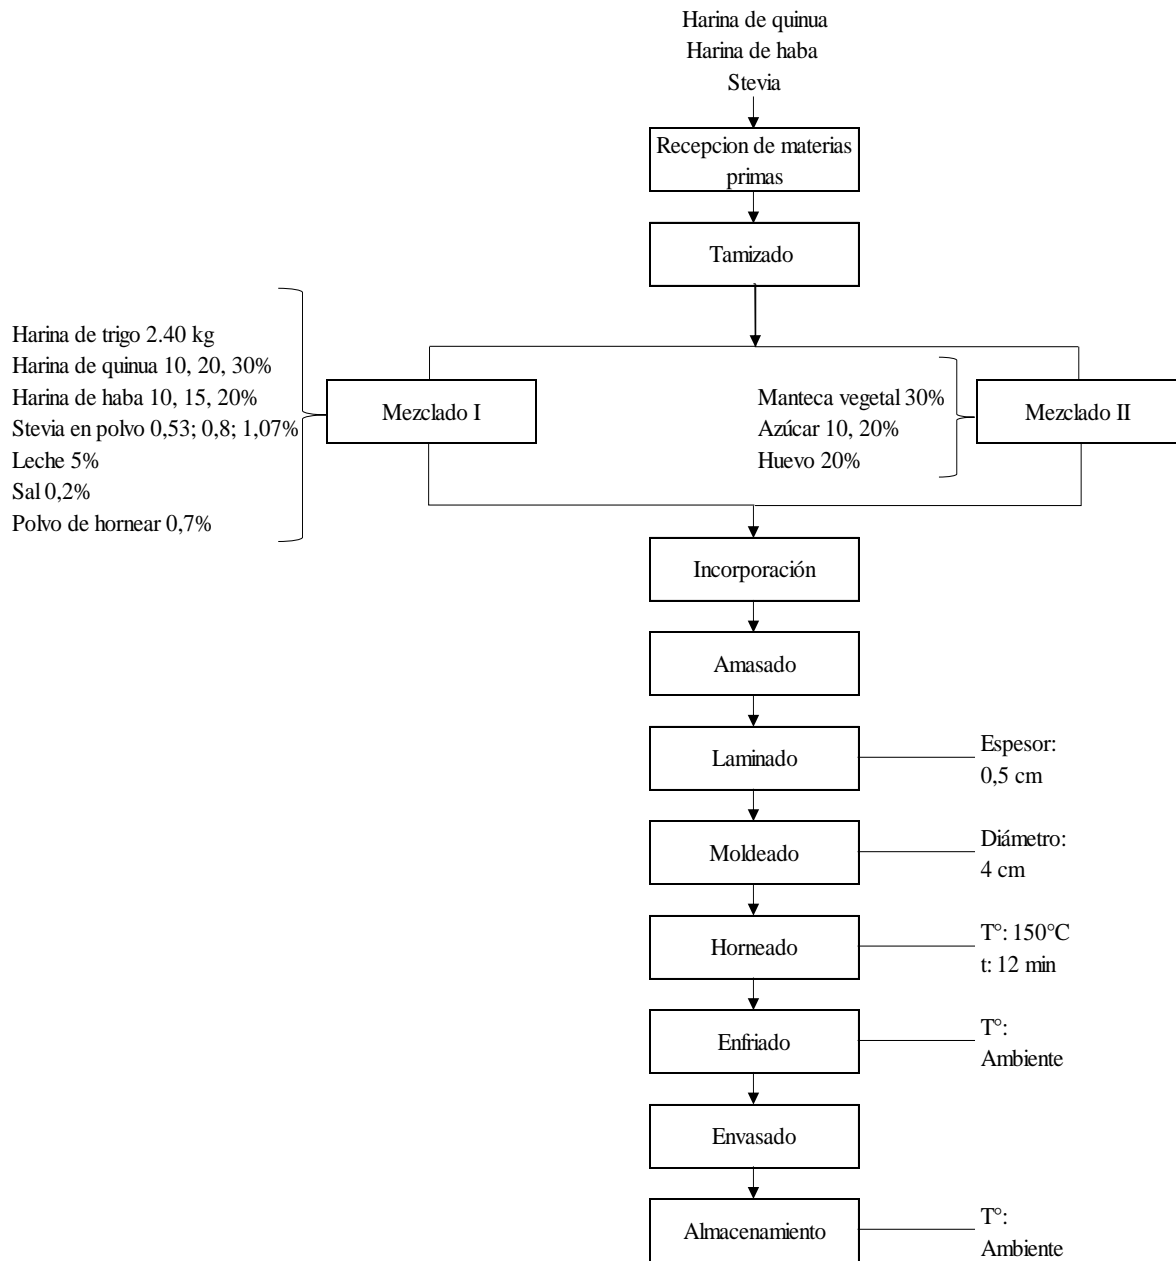 Harina de quinua
Harina de haba
Stevia
Recepcion de materias
primas
Tamizado
Harina de trigo 2.40 kg
Harina de quinua 10, 20, 30%
Harina de haba 10, 15, 20%
Stevia en polvo 0,53; 0,8; 1,07%
Leche 5%
Sal 0,2%
Polvo de hornear 0,7%
Mezclado I
Manteca vegetal 30%
Azúcar 10, 20%
Huevo 20%
Mezclado II
Incorporación
Amasado
Laminado
Espesor:
0,5 cm
Moldeado
Diámetro:
4 cm
Horneado
T°: 150°C
t: 12 min
Enfriado
T°:
Ambiente
Envasado
Almacenamiento
T°:
Ambiente